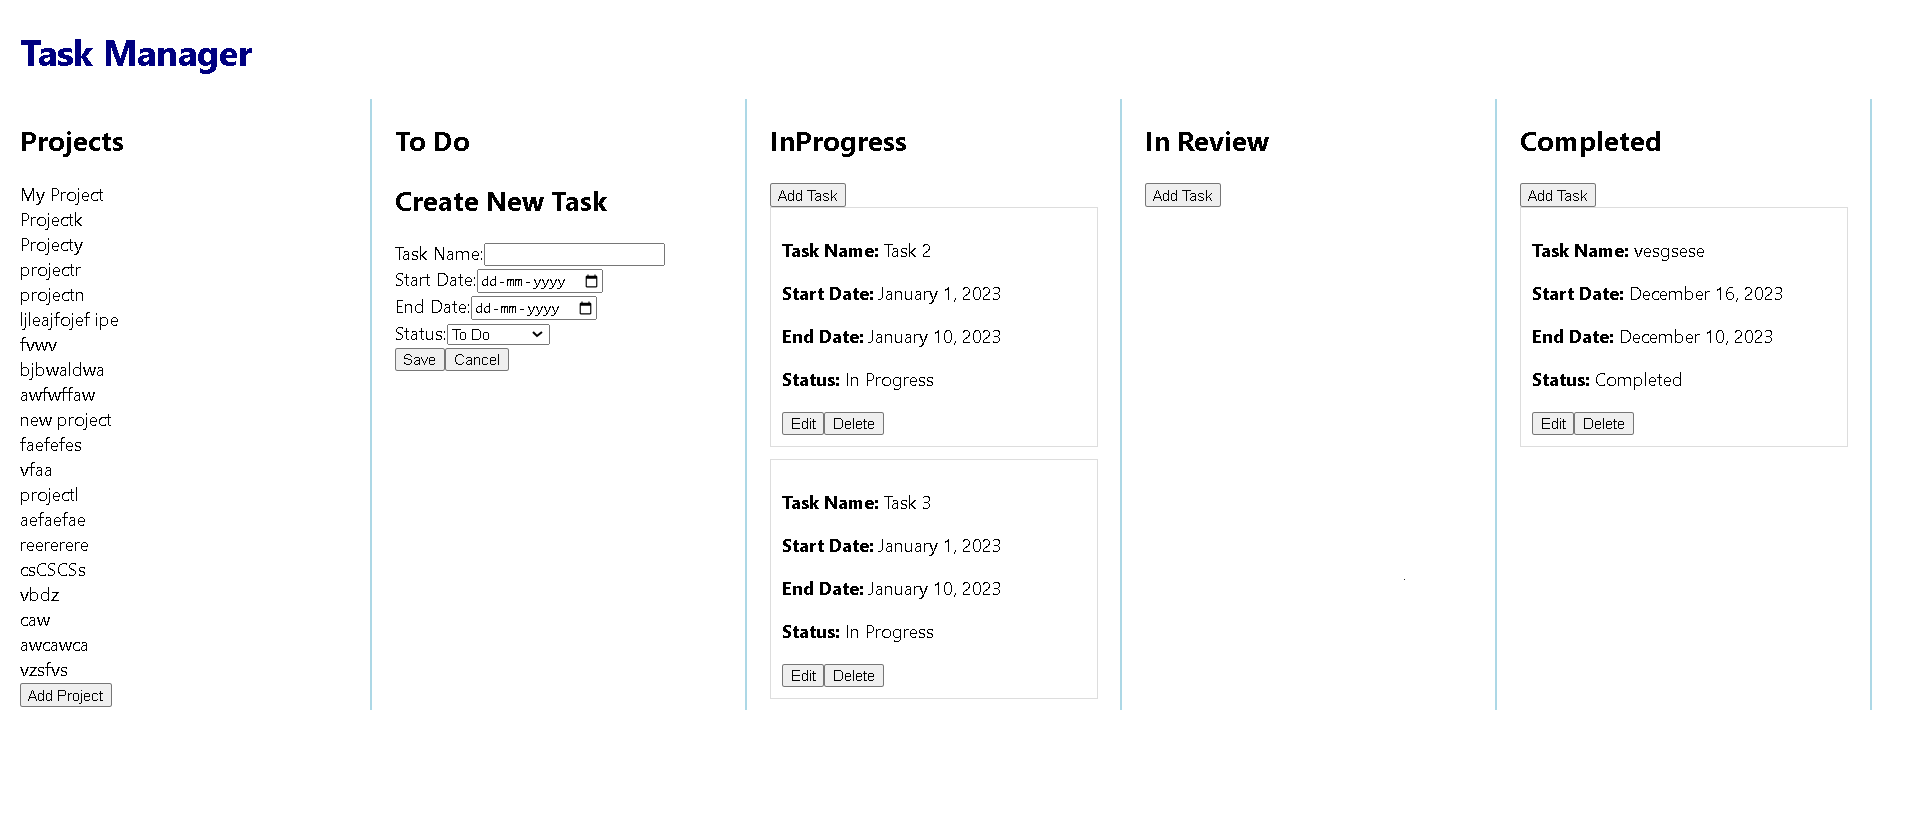 Task Manager
Projects
My Project
Projectk
Projecty
projectr
projectn
ljleajfojef ipe
fvwv
bjbwaldwa
awfwffaw
new project
faefefes
vfaa
projectl
aefaefae
reererere
csCSCSs
vbdz
caw
awcawca
vzsfvs
Add Project
To Do
Create New Task
Task Name:
Start Date: dd-mm-yyyy
End Date: dd-mm-yyyy
Status: To Do
Save Cancel
InProgress
Add Task
Task Name: Task 2
Start Date: January 1, 2023
End Date: January 10, 2023
Status: In Progress
Edit Delete
Task Name: Task 3
Start Date: January 1, 2023
End Date: January 10, 2023
Status: In Progress
Edit Delete
In Review
Add Task
Completed
Add Task
Task Name: vesgsese
Start Date: December 16, 2023
End Date: December 10, 2023
Status: Completed
Edit Delete